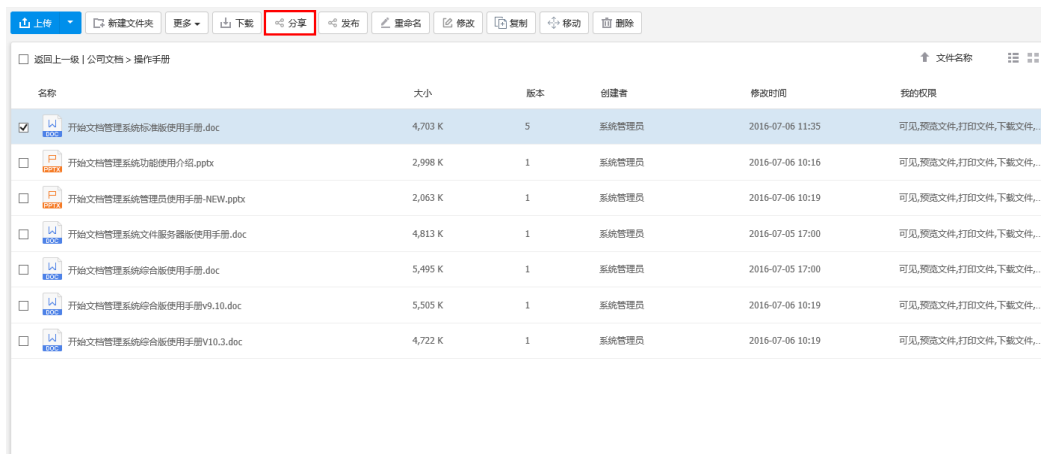 上传 新建文件夹 更多 下载 分享 发布 重命名 修改 复制 移动 删除
返回上一级 | 公司文档 > 操作手册 文件名称
名称 大小 版本 创建者 修改时间 我的权限
DOC 开始文档管理系统标准版使用手册.doc 4,703 K 5 系统管理员 2016-07-06 11:35 可见,预览文件,打印文件,下载文件,...
PPTX 开始文档管理系统功能使用介绍.pptx 2,998 K 1 系统管理员 2016-07-06 10:16 可见,预览文件,打印文件,下载文件,...
PPTX 开始文档管理系统管理员使用手册-NEW.pptx 2,063 K 1 系统管理员 2016-07-06 10:19 可见,预览文件,打印文件,下载文件,...
DOC 开始文档管理系统文件服务器版使用手册.doc 4,813 K 1 系统管理员 2016-07-05 17:00 可见,预览文件,打印文件,下载文件,...
DOC 开始文档管理系统综合版使用手册.doc 5,495 K 1 系统管理员 2016-07-05 17:00 可见,预览文件,打印文件,下载文件,...
DOC 开始文档管理系统综合版使用手册v9.10.doc 5,505 K 1 系统管理员 2016-07-06 10:19 可见,预览文件,打印文件,下载文件,...
DOC 开始文档管理系统综合版使用手册V10.3.doc 4,722 K 1 系统管理员 2016-07-06 10:19 可见,预览文件,打印文件,下载文件,...